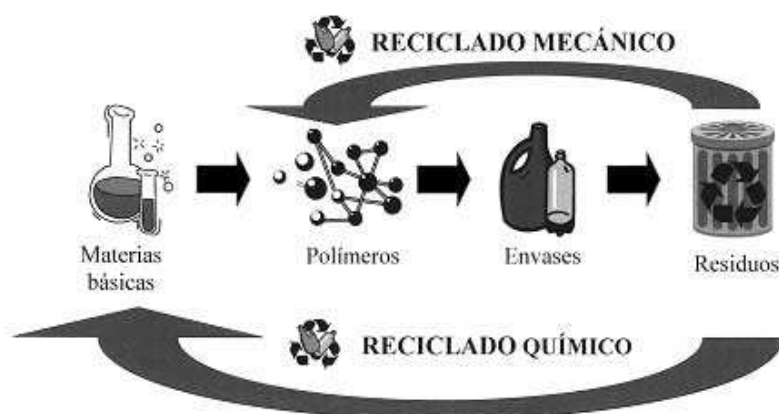 RECICLADO MECÁNICO
Materias
básicas
Polímeros
Envases
Residuos
RECICLADO QUÍMICO